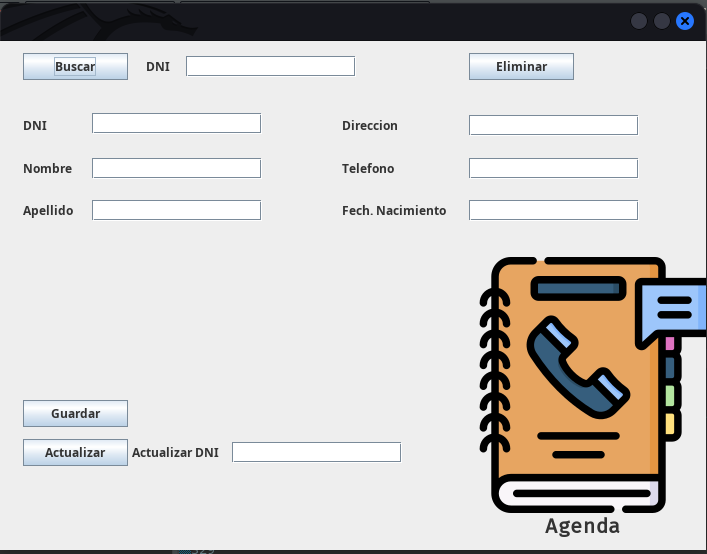 Buscar DNI Eliminar
DNI Direccion
Nombre Telefono
Apellido Fech. Nacimiento
Guardar
Actualizar Actualizar DNI
Agenda